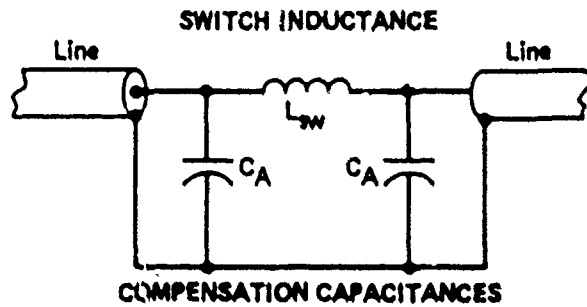 SWITCH INDUCTANCE
Line
Line
LSW
CA
CA
COMPENSATION CAPACITANCES